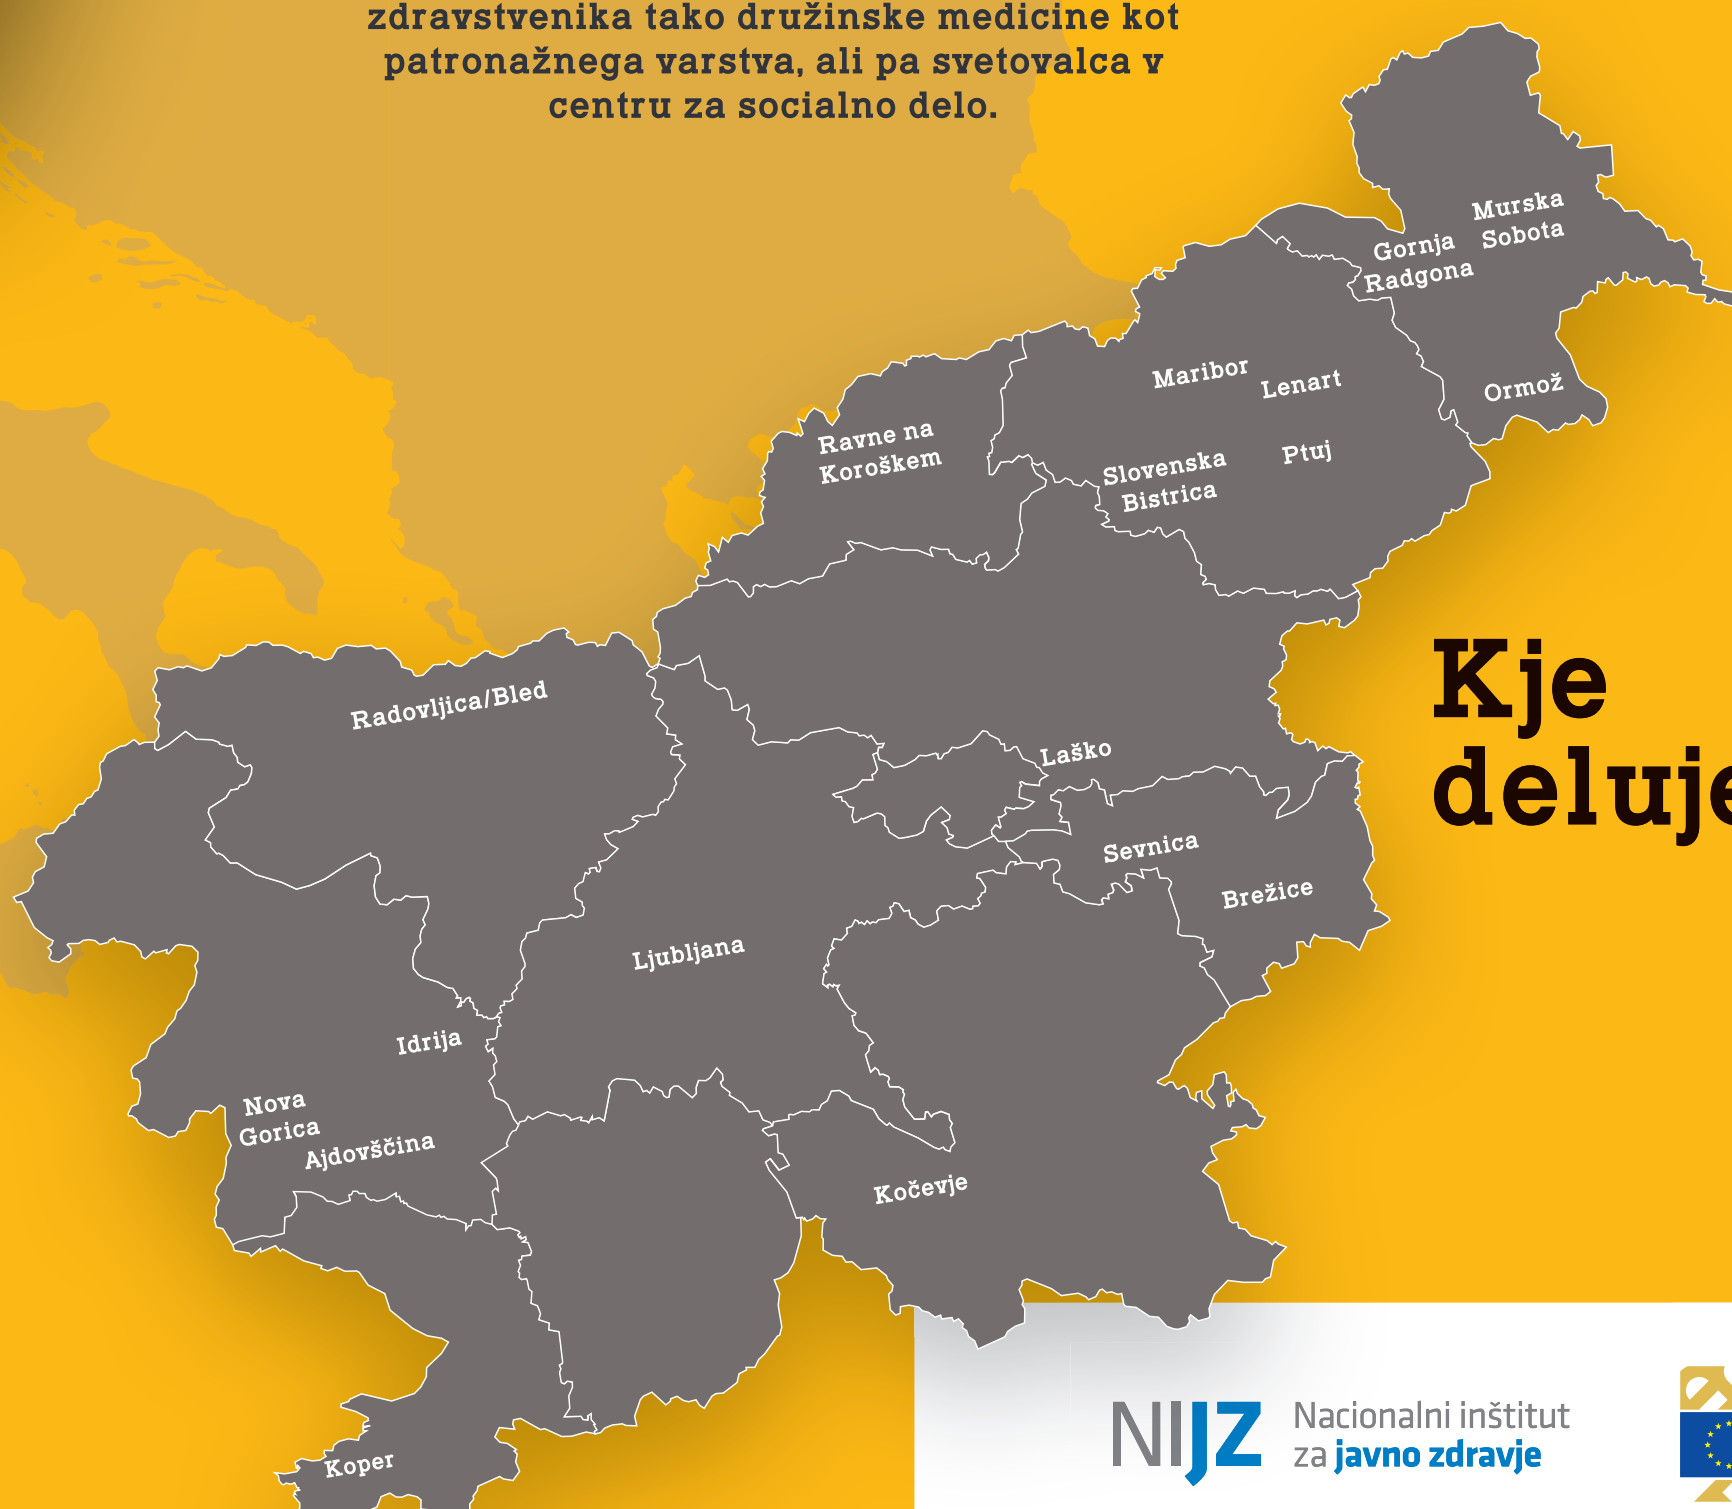 zdravstvenika tako družinske medicine kot
patronažnega varstva, ali pa svetovalca v
centru za socialno delo.
Murska
Sobota
Gornja
Radgona
Maribor
Lenart
Ormož
Ravne na
Koroškem
Slovenska
Bistrica
Ptuj
Kje
deluje
Radovljica/Bled
Laško
Sevnica
Brežice
Ljubljana
Idrija
Nova
Gorica
Ajdovščina
Kočevje
Koper
NIJZ
Nacionalni inštitut
za javno zdravje